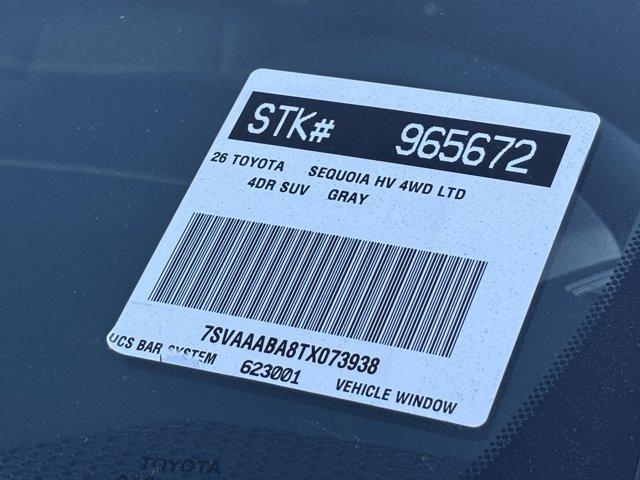 STK# 965672
26 TOYOTA SEQUOIA HV 4WD LTD
4DR SUV GRAY
7SVAAABA8TX073938
UCS BAR SYSTEM 623001 VEHICLE WINDOW
TOYOTA